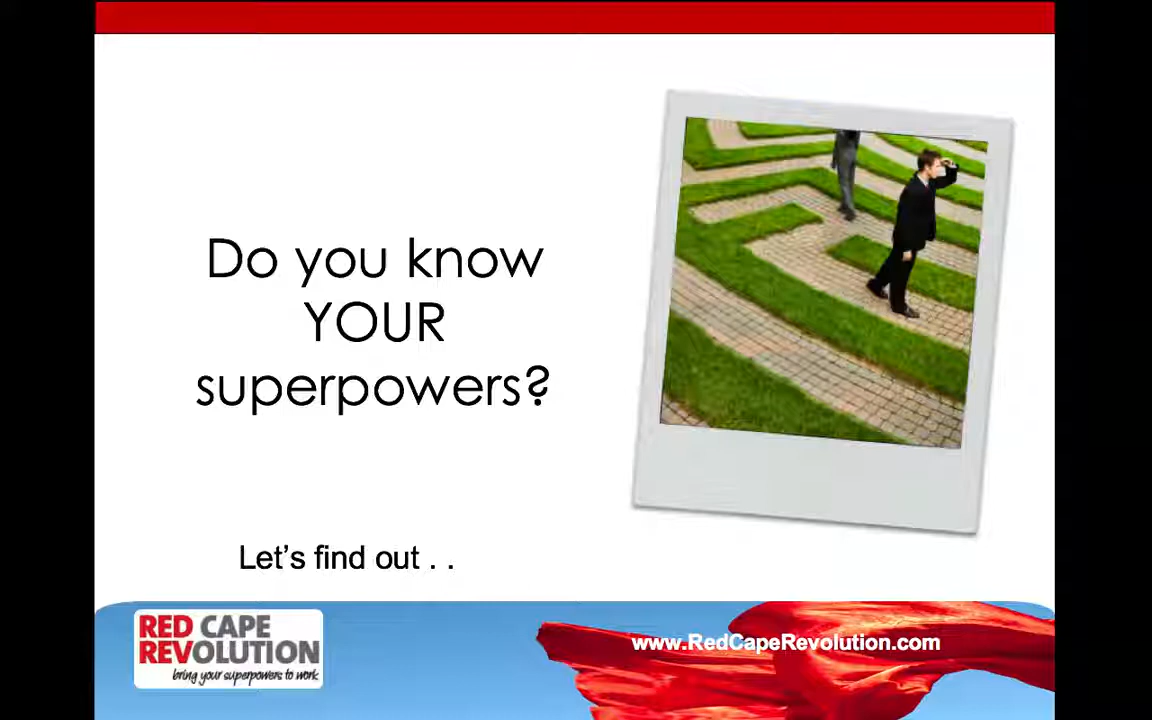 Do you know
YOUR
superpowers?
Let's find out . .
RED CAPE
REVOLUTION
bring your superpowers to work
www.RedCapeRevolution.com